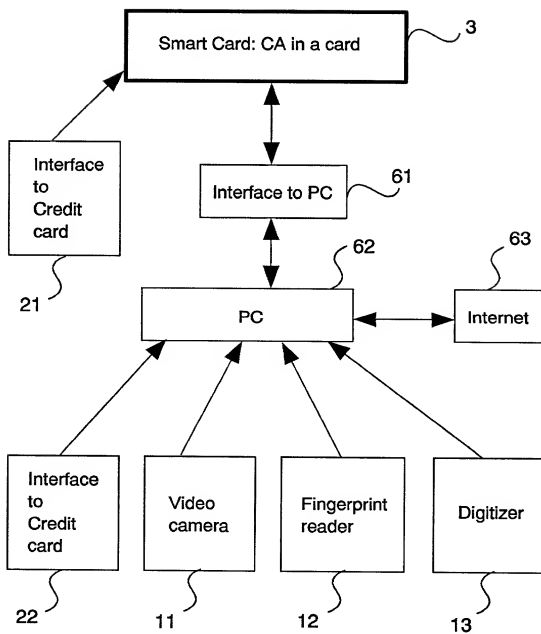 3
Smart Card: CA in a card
61
Interface
to
Credit
card
Interface to PC
21
62
63
PC
Internet
Interface
to
Credit
card
Video
camera
Fingerprint
reader
Digitizer
22
11
12
13